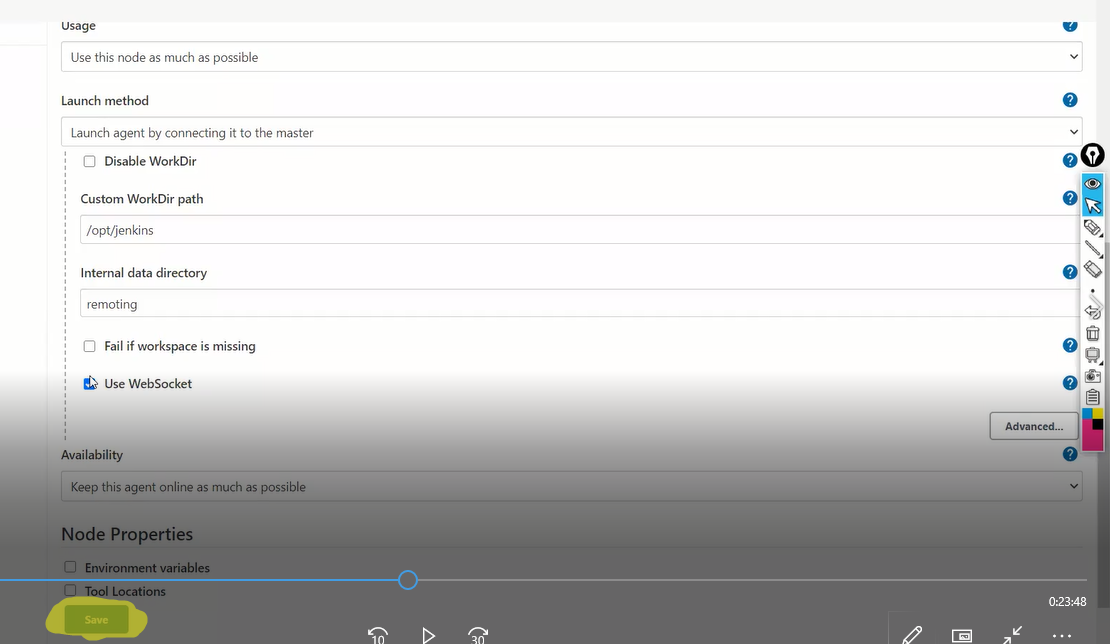 Usage
Use this node as much as possible
Launch method
Launch agent by connecting it to the master
Disable WorkDir
Custom WorkDir path
/opt/jenkins
Internal data directory
remoting
Fail if workspace is missing
Use WebSocket
Advanced...
Availability
Keep this agent online as much as possible
Node Properties
Environment variables
Tool Locations
0:23:48
Save
10
30